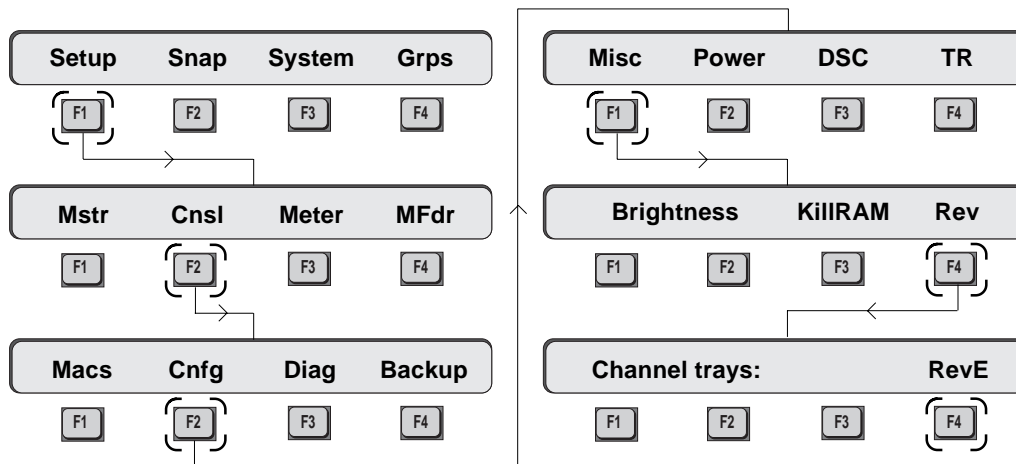 Setup Snap System Grps
F1 F2 F3 F4
Mstr Cnsl Meter MFdr
F1 F2 F3 F4
Macs Cnfg Diag Backup
F1 F2 F3 F4
Misc Power DSC TR
F1 F2 F3 F4
Brightness KillRAM Rev
F1 F2 F3 F4
Channel trays: RevE
F1 F2 F3 F4